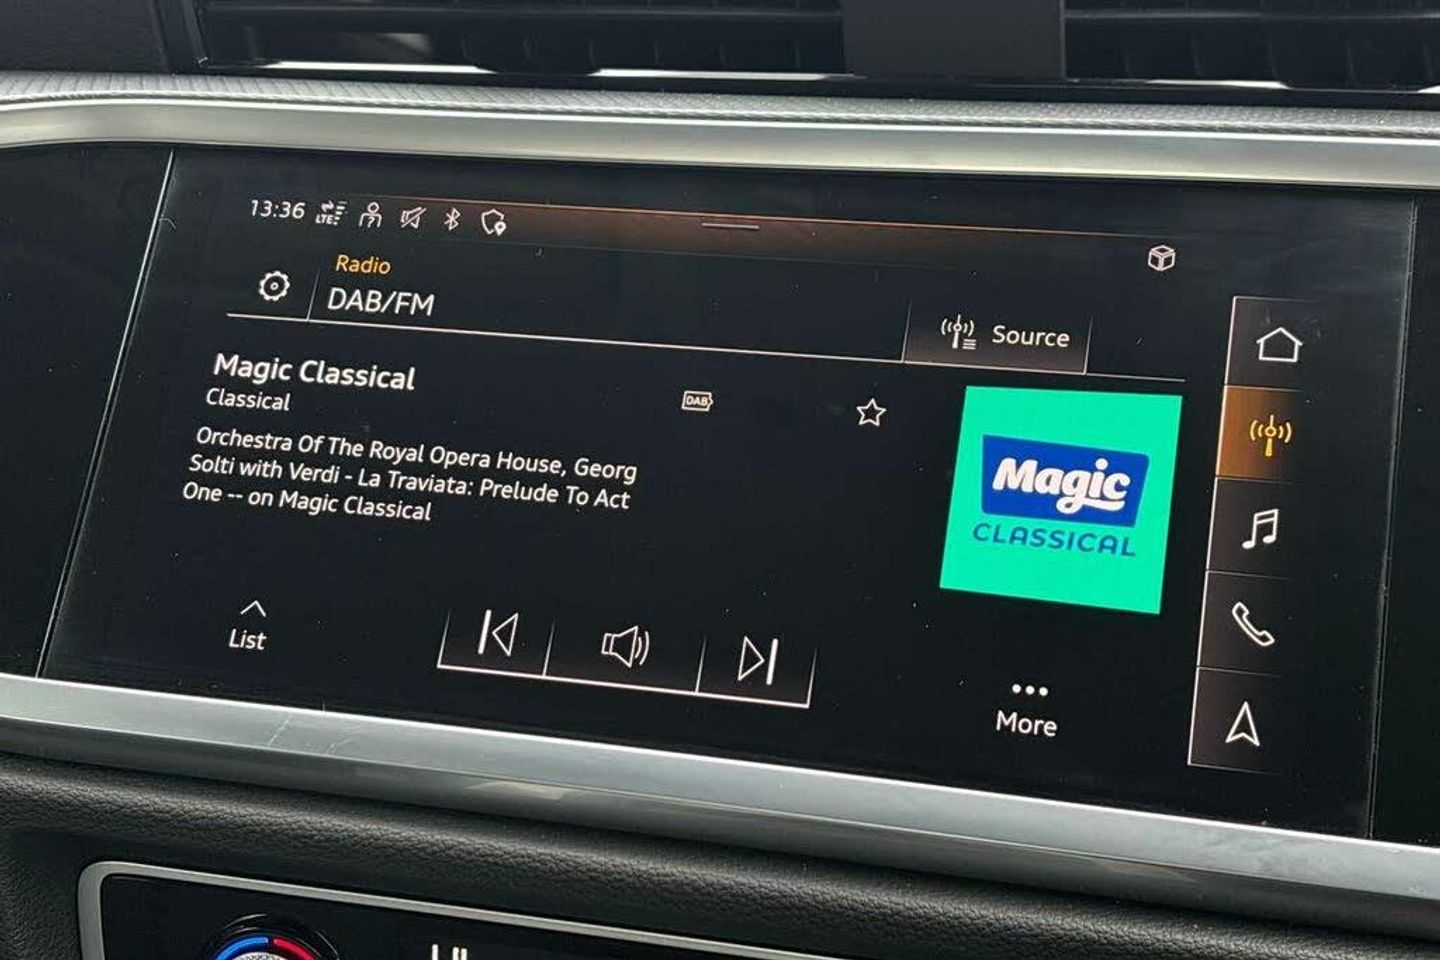 13:36 LTE
Radio
DAB/FM
Source
Magic Classical
Classical
DAB
Orchestra Of The Royal Opera House, Georg
Solti with Verdi - La Traviata: Prelude To Act
One -- on Magic Classical
Magic
CLASSICAL
List
More